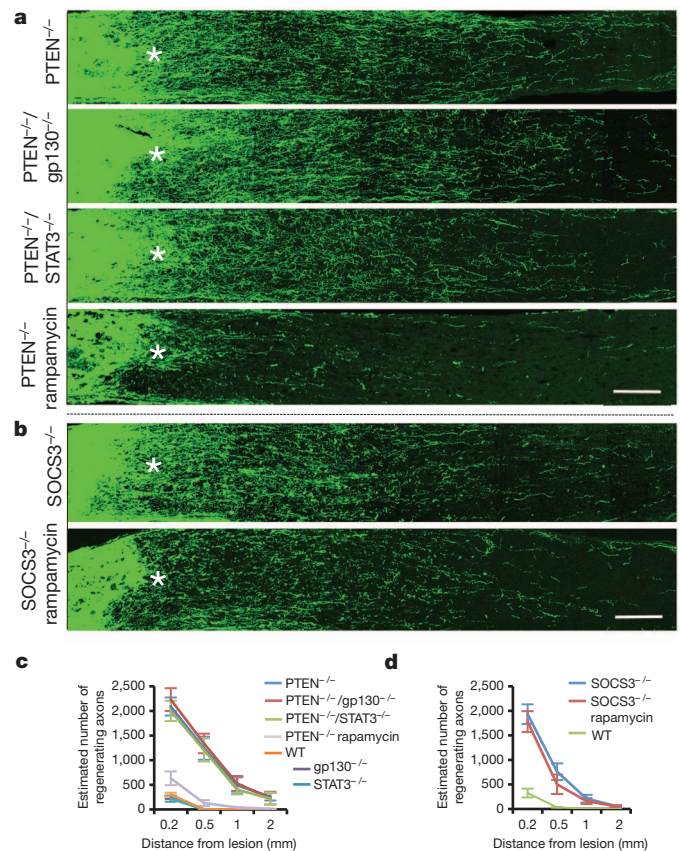 a
PTEN–/–
PTEN–/–/
gp130–/–
PTEN–/–/
STAT3–/–
PTEN–/–
rampamycin
b
SOCS3–/–
SOCS3–/–
rampamycin
c
Estimated number of
regenerating axons
2,500
2,000
1,500
1,000
500
0
0.2 0.5 1 2
Distance from lesion (mm)
PTEN–/–
PTEN–/–/gp130–/–
PTEN–/–/STAT3–/–
PTEN–/– rapamycin
WT
gp130–/–
STAT3–/–
d
Estimated number of
regenerating axons
2,500
2,000
1,500
1,000
500
0
0.2 0.5 1 2
Distance from lesion (mm)
SOCS3–/–
SOCS3–/–
rapamycin
WT